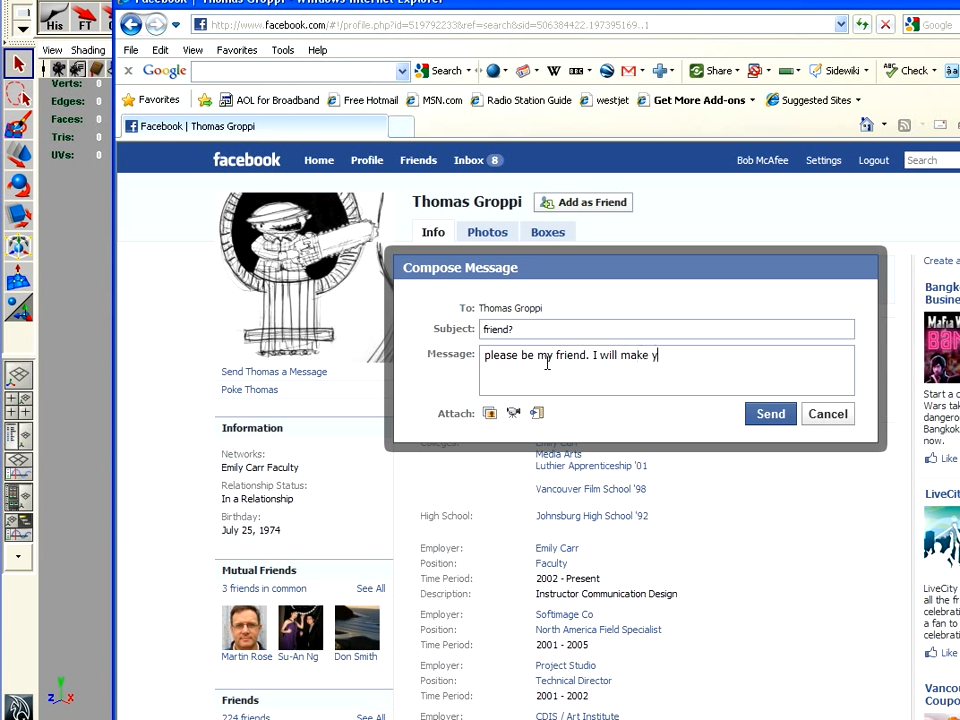 Facebook | Thomas Groppi - Windows Internet Explorer
http://www.facebook.com/#!/profile.php?id=519792233&ref=search&sid=506384422.197395169..1
Google
His FT
File Edit View Favorites Tools Help
View Shading
Google Search Share Sidewiki Check
Verts: 0
Edges: 0
Faces: 0
Tris: 0
UVs: 0
Favorites AOL for Broadband Free Hotmail MSN.com Radio Station Guide westjet Get More Add-ons Suggested Sites
Facebook | Thomas Groppi
facebook Home Profile Friends Inbox 8 Bob McAfee Settings Logout Search
Thomas Groppi Add as Friend
Info Photos Boxes
Compose Message
To: Thomas Groppi
Subject: friend?
Message: please be my friend. I will make y
Attach: Send Cancel
Send Thomas a Message
Poke Thomas
Information
Networks:
Emily Carr Faculty
Relationship Status:
In a Relationship
Birthday:
July 25, 1974
Mutual Friends
3 friends in common See All
Martin Rose Su-An Ng Don Smith
Friends
224 friends See All
Colleges: Emily Carr
Media Arts
Luthier Apprenticeship '01
Vancouver Film School '98
High School: Johnsburg High School '92
Employer: Emily Carr
Position: Faculty
Time Period: 2002 - Present
Description: Instructor Communication Design
Employer: Softimage Co
Position: North America Field Specialist
Time Period: 2001 - 2005
Employer: Project Studio
Position: Technical Director
Time Period: 2001 - 2002
Employer: CDIS / Art Institute
Create a
Bangk
Busine
Mafia W
Start a c
Wars tak
dangero
Bangkok
now.
Like
LiveCit
LiveCity
all the fr
celebrati
a fan to
celebrati
Like
Vancou
Coupo
y
z x